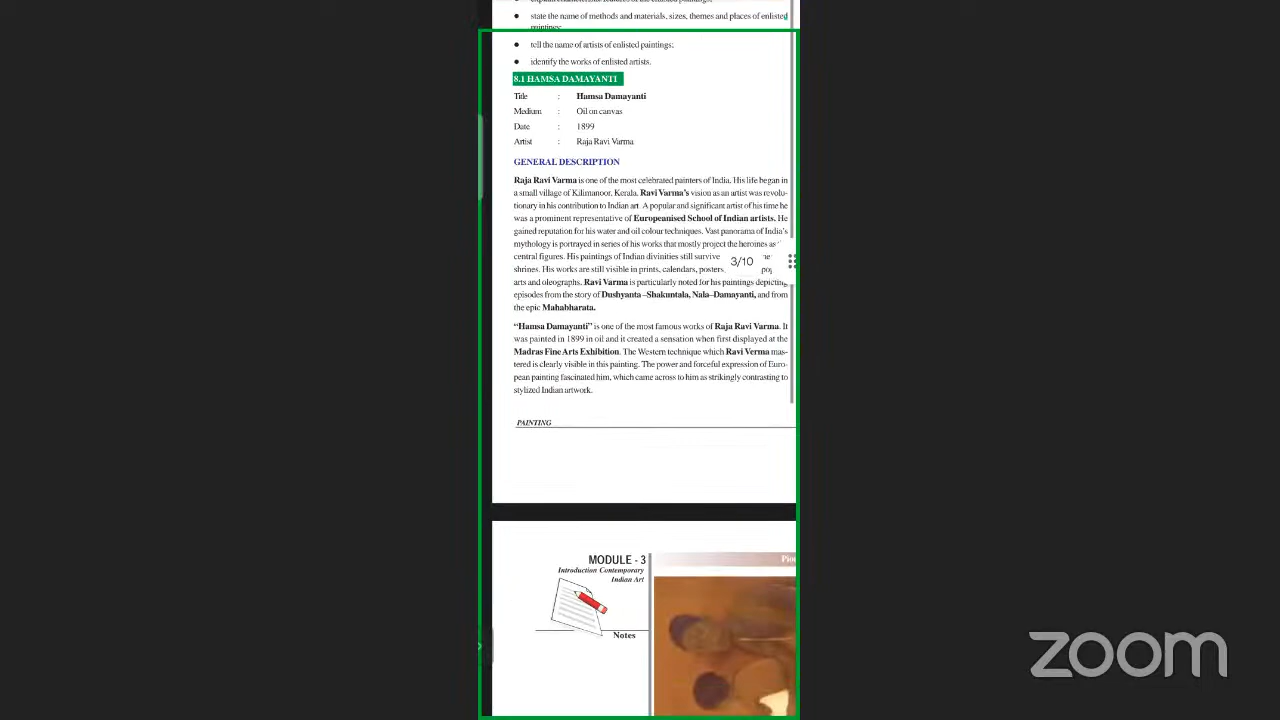 state the name of methods and materials, sizes, themes and places of enlisted
paintings;
tell the name of artists of enlisted paintings;
identify the works of enlisted artists.
8.1 HAMSA DAMAYANTI
Title : Hamsa Damayanti
Medium : Oil on canvas
Date : 1899
Artist : Raja Ravi Varma
GENERAL DESCRIPTION
Raja Ravi Varma is one of the most celebrated painters of India. His life began in
a small village of Kilimanoor, Kerala. Ravi Varma's vision as an artist was revolu-
tionary in his contribution to Indian art A popular and significant artist of his time he
was a prominent representative of Europeanised School of Indian artists. He
gained reputation for his water and oil colour techniques. Vast panorama of India's
mythology is portrayed in series of his works that mostly project the heroines as
central figures. His paintings of Indian divinities still survive
shrines. His works are still visible in prints, calendars, posters
arts and oleographs. Ravi Varma is particularly noted for his paintings depicting
episodes from the story of Dushyanta –Shakuntala, Nala–Damayanti, and from
the epic Mahabharata.
3/10
"Hamsa Damayanti" is one of the most famous works of Raja Ravi Varma. It
was painted in 1899 in oil and it created a sensation when first displayed at the
Madras Fine Arts Exhibition. The Western technique which Ravi Verma mas-
tered is clearly visible in this painting. The power and forceful expression of Euro-
pean painting fascinated him, which came across to him as strikingly contrasting to
stylized Indian artwork.
PAINTING
MODULE - 3
Introduction Contemporary
Indian Art
Notes
zoom